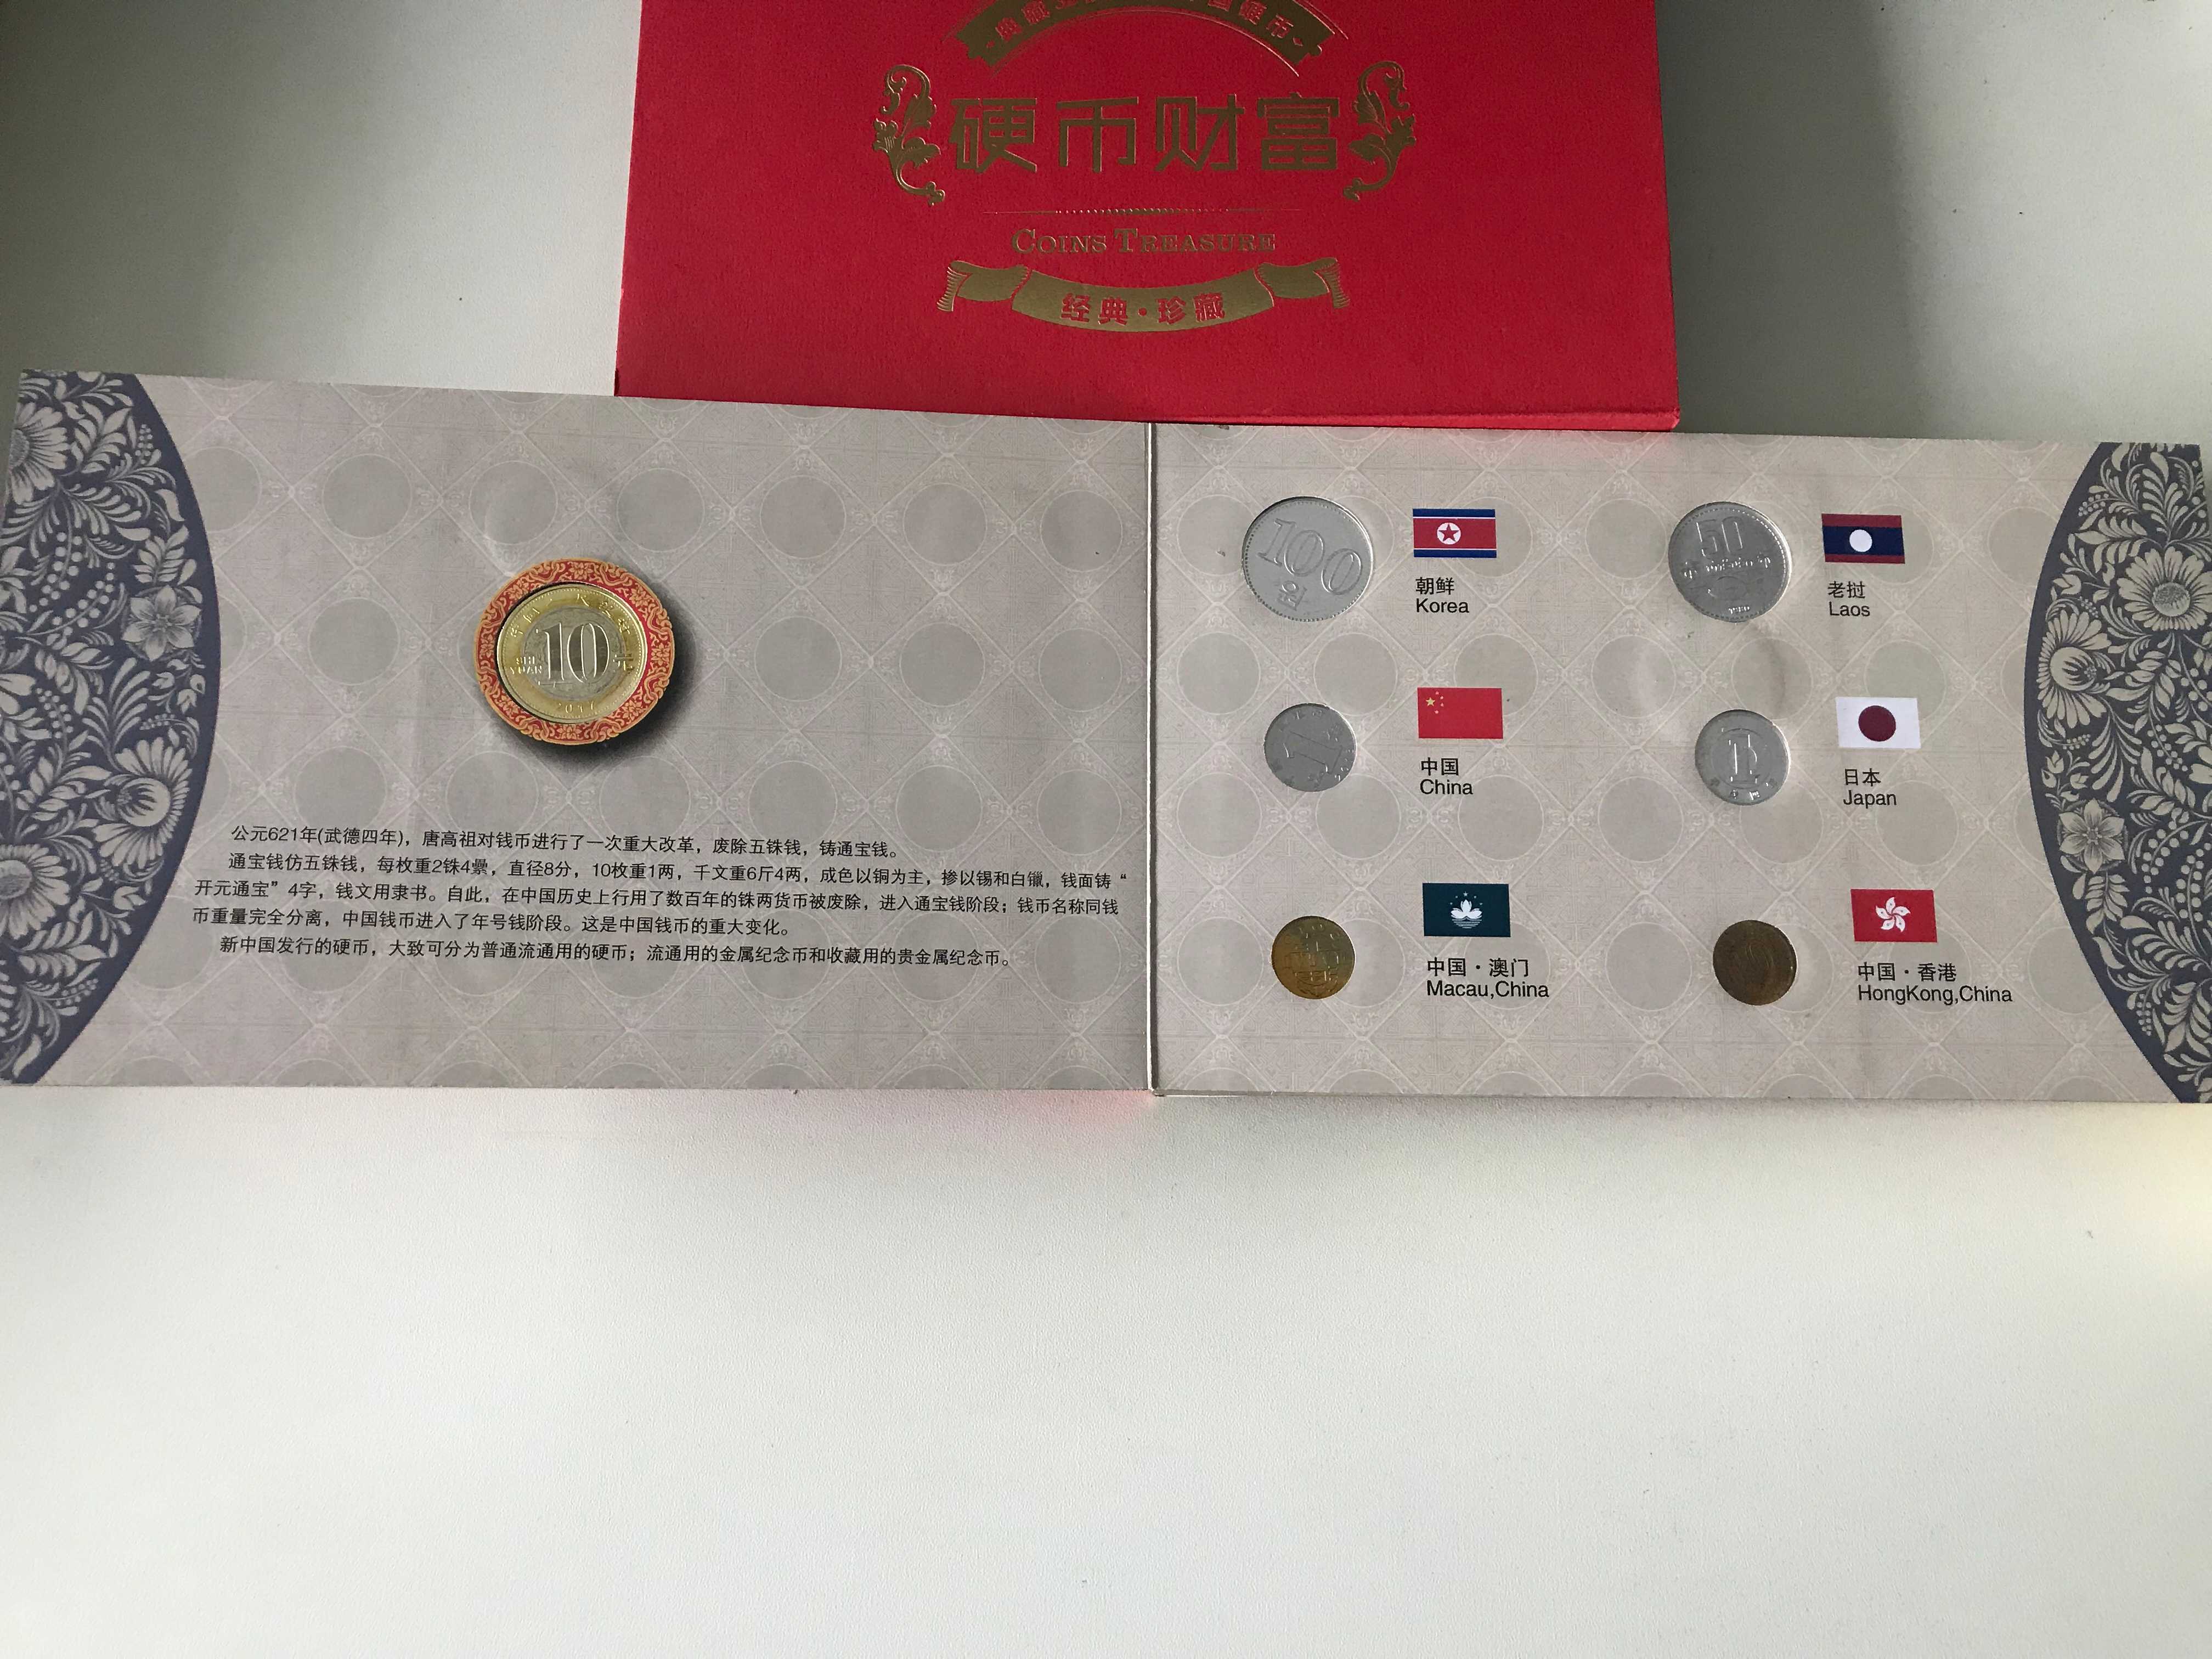 硬币财富
COINS TREASURE
经典·珍藏
10
SHI
YUAN
公元621年(武德四年)，唐高祖对钱币进行了一次重大改革，废除五铢钱，铸通宝钱。
通宝钱仿五铢钱，每枚重2铢4絫，直径8分，10枚重1两，千文重6斤4两，成色以铜为主，掺以锡和白镴，钱面铸“
开元通宝”4字，钱文用隶书。自此，在中国历史上行用了数百年的铢两货币被废除，进入通宝钱阶段；钱币名称同钱
币重量完全分离，中国钱币进入了年号钱阶段。这是中国钱币的重大变化。
新中国发行的硬币，大致可分为普通流通用的硬币；流通用的金属纪念币和收藏用的贵金属纪念币。
100
원
朝鲜
Korea
50
老挝
Laos
1
中国
China
1
日本
Japan
中国·澳门
Macau,China
中国·香港
HongKong,China